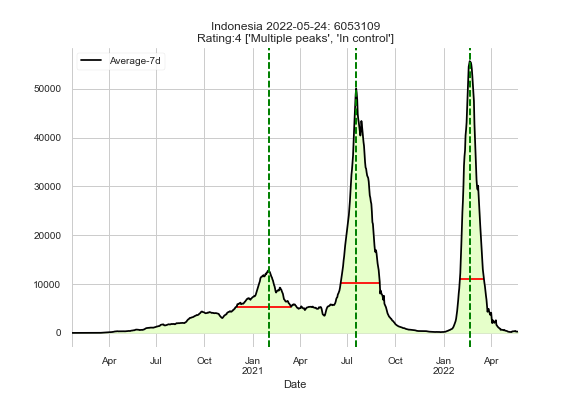 Indonesia 2022-05-24: 6053109
Rating:4 ['Multiple peaks', 'In control']
Average-7d
50000
40000
30000
20000
10000
0
Apr Jul Oct Jan Apr Jul Oct Jan Apr
2021 2022
Date